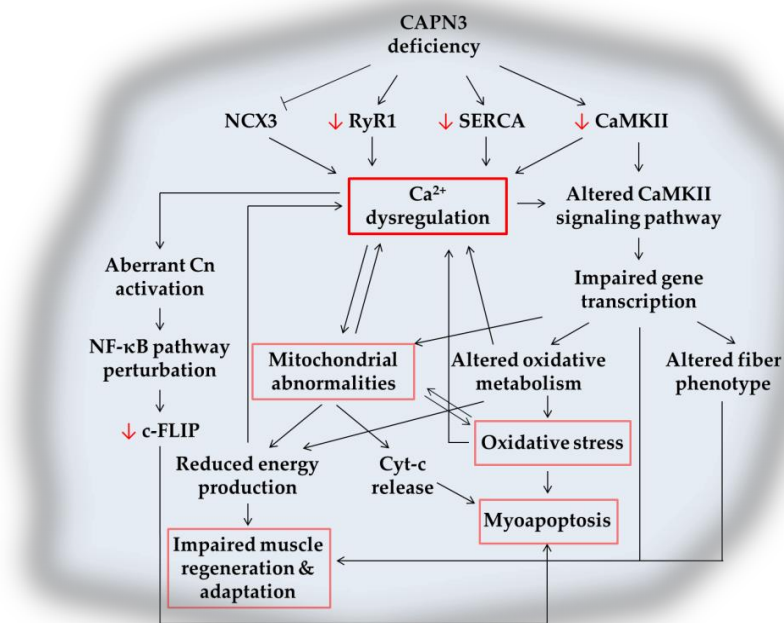 CAPN3
deficiency
NCX3
↓ RyR1
↓ SERCA
↓ CaMKII
Ca²⁺
dysregulation
Altered CaMKII
signaling pathway
Aberrant Cn
activation
Impaired gene
transcription
NF-κB pathway
perturbation
Mitochondrial
abnormalities
Altered oxidative
metabolism
Altered fiber
phenotype
↓ c-FLIP
Oxidative stress
Reduced energy
production
Cyt-c
release
Myoapoptosis
Impaired muscle
regeneration &
adaptation